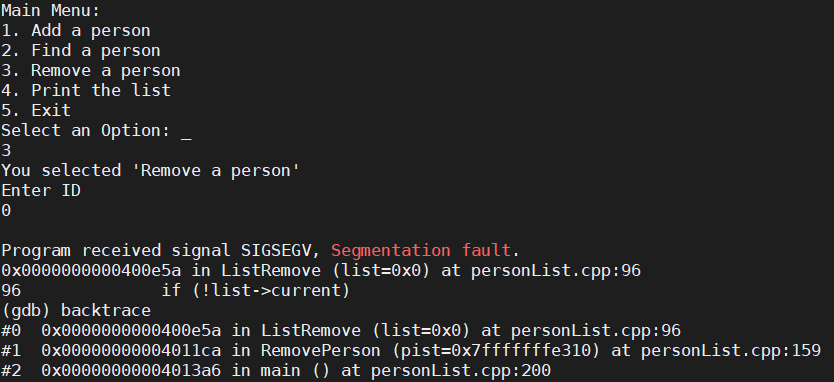 Main Menu:
1. Add a person
2. Find a person
3. Remove a person
4. Print the list
5. Exit
Select an Option: _
3
You selected 'Remove a person'
Enter ID
0
Program received signal SIGSEGV, Segmentation fault.
0x0000000000400e5a in ListRemove (list=0x0) at personList.cpp:96
96 if (!list->current)
(gdb) backtrace
#0 0x0000000000400e5a in ListRemove (list=0x0) at personList.cpp:96
#1 0x00000000004011ca in RemovePerson (pist=0x7fffffffe310) at personList.cpp:159
#2 0x00000000004013a6 in main () at personList.cpp:200